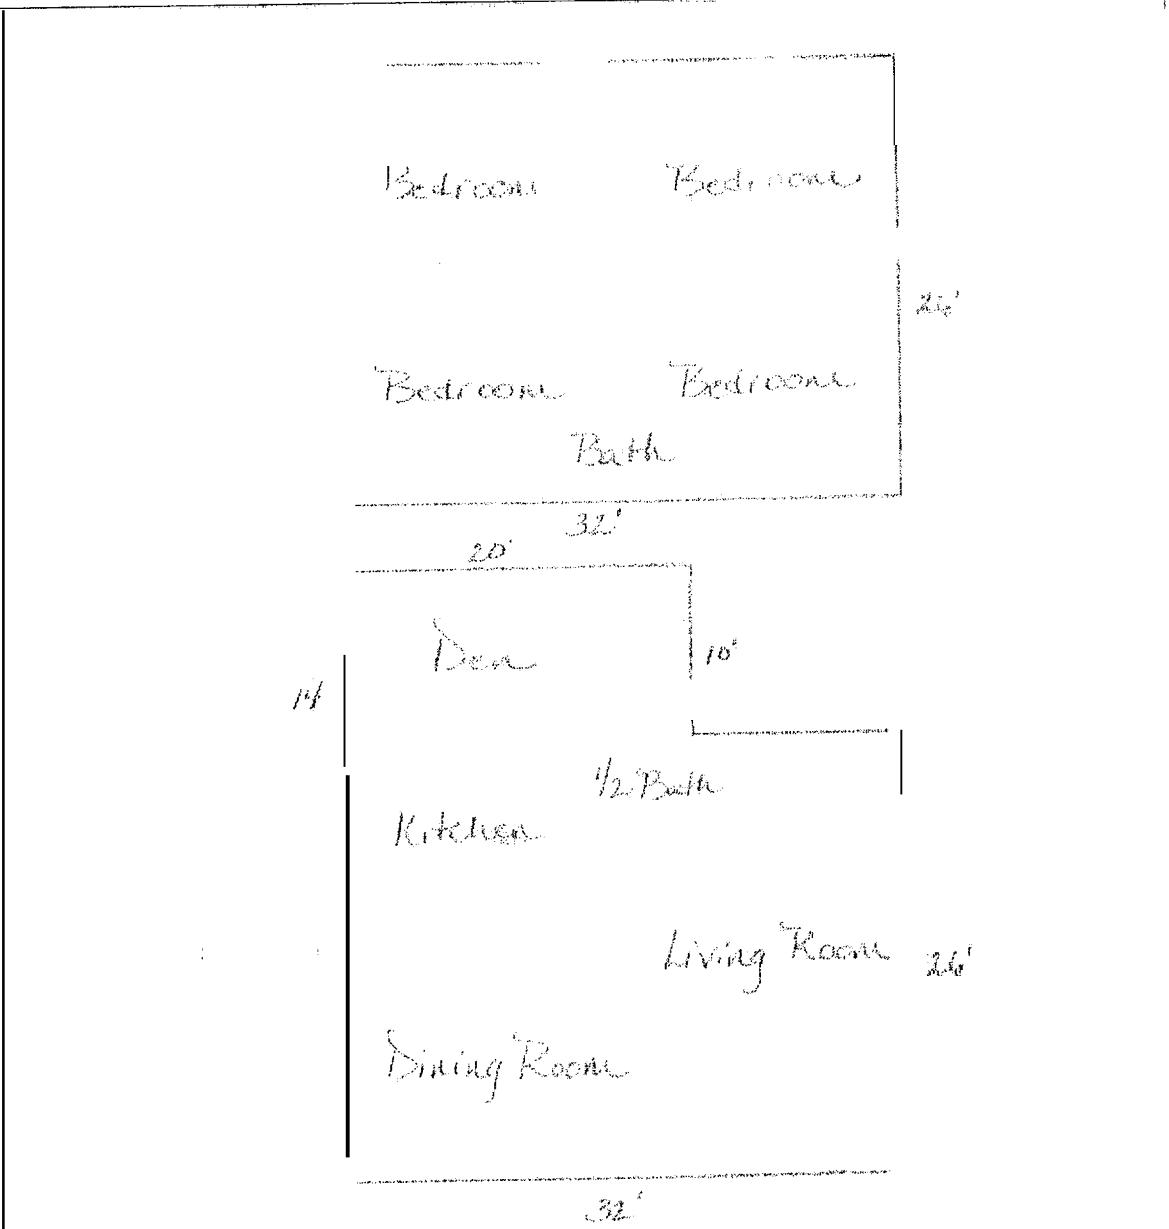 Bedroom Bedroom
26'
Bedroom Bedroom
Bath
32'
20'
Den
10'
14'
1/2 Bath
Kitchen
Living Room 26'
Dining Room
32'